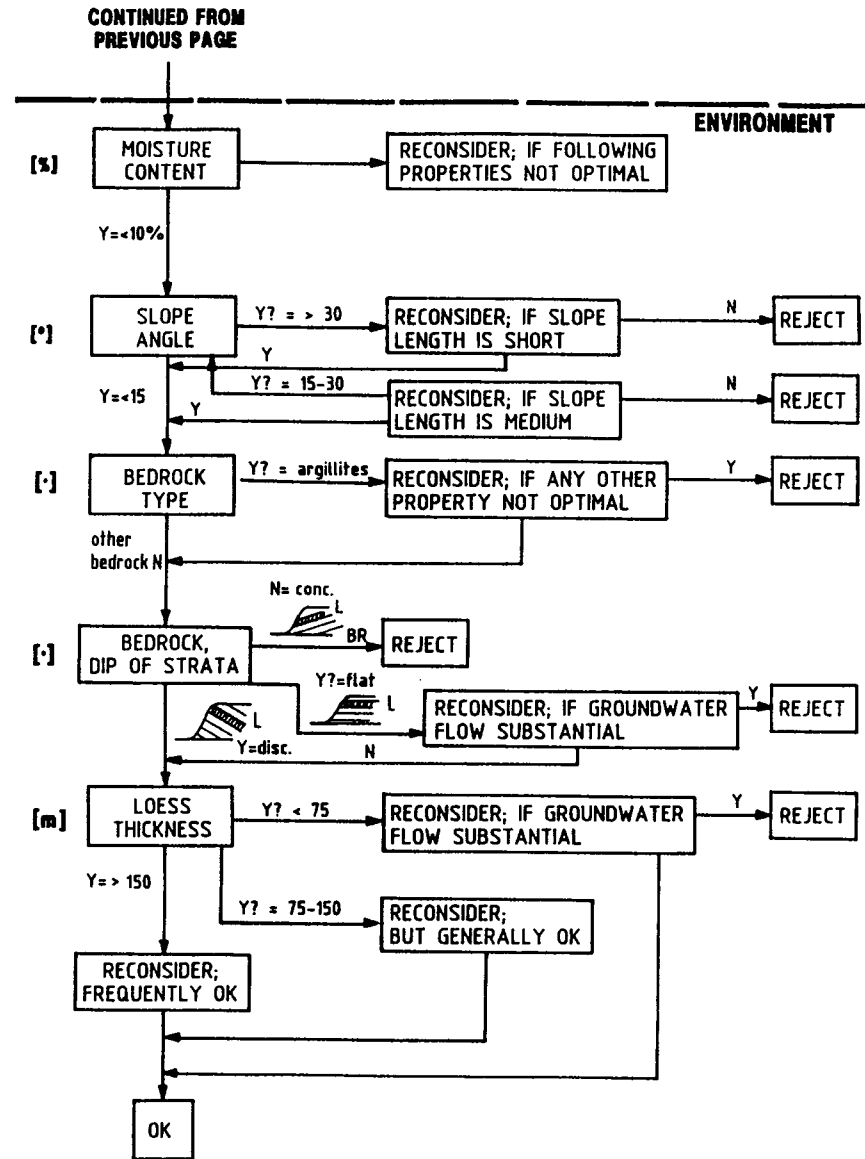 CONTINUED FROM
PREVIOUS PAGE
ENVIRONMENT
[%]
MOISTURE
CONTENT
RECONSIDER; IF FOLLOWING
PROPERTIES NOT OPTIMAL
Y=<10%
[°]
SLOPE
ANGLE
Y? = > 30
RECONSIDER; IF SLOPE
LENGTH IS SHORT
N
REJECT
Y
Y=<15
Y? = 15-30
Y
RECONSIDER; IF SLOPE
LENGTH IS MEDIUM
N
REJECT
[·]
BEDROCK
TYPE
Y? = argillites
RECONSIDER; IF ANY OTHER
PROPERTY NOT OPTIMAL
Y
REJECT
other
bedrock N
N= conc.
L
BR
[·]
BEDROCK,
DIP OF STRATA
REJECT
Y?=flat
L
RECONSIDER; IF GROUNDWATER
FLOW SUBSTANTIAL
Y
REJECT
L
Y=disc.
N
[m]
LOESS
THICKNESS
Y? < 75
RECONSIDER; IF GROUNDWATER
FLOW SUBSTANTIAL
Y
REJECT
Y= > 150
Y? = 75-150
RECONSIDER;
BUT GENERALLY OK
RECONSIDER;
FREQUENTLY OK
OK